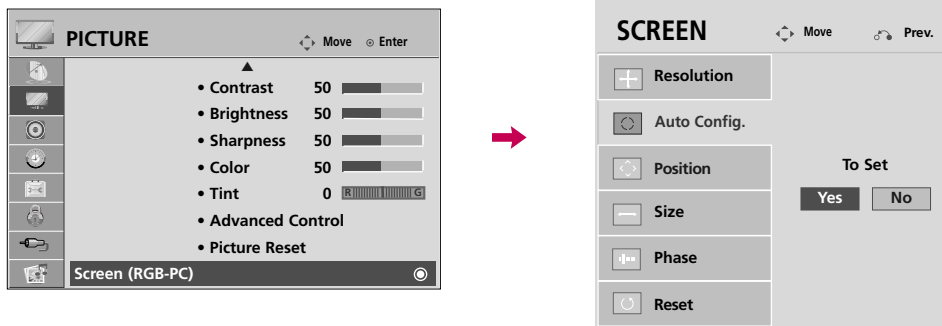 PICTURE
Move Enter
• Contrast 50
• Brightness 50
• Sharpness 50
• Color 50
• Tint 0 R G
• Advanced Control
• Picture Reset
Screen (RGB-PC)
SCREEN
Move Prev.
Resolution
Auto Config.
Position
Size
Phase
Reset
To Set
Yes No